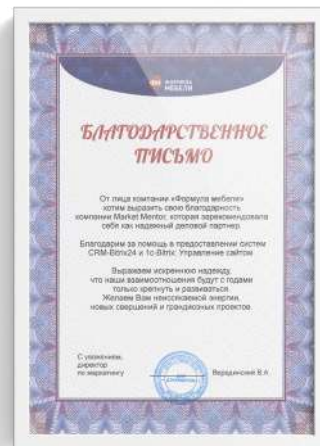 ФОРМУЛА
МЕБЕЛИ
БЛАГОДАРСТВЕННОЕ
ПИСЬМО
От лица компании «Формула мебели»
хотим выразить свою благодарность
компании Market Mentor, которая зарекомендовала
себя как надежный деловой партнер.
Благодарим за помощь в предоставлении систем
CRM-Bitrix24 и 1c-Bitrix: Управление сайтом
Выражаем искреннюю надежду,
что наши взаимоотношения будут с годами
только крепнуть и развиваться.
Желаем Вам неиссякаемой энергии,
новых свершений и грандиозных проектов.
С уважением,
директор
по маркетингу
Верединский В.А.